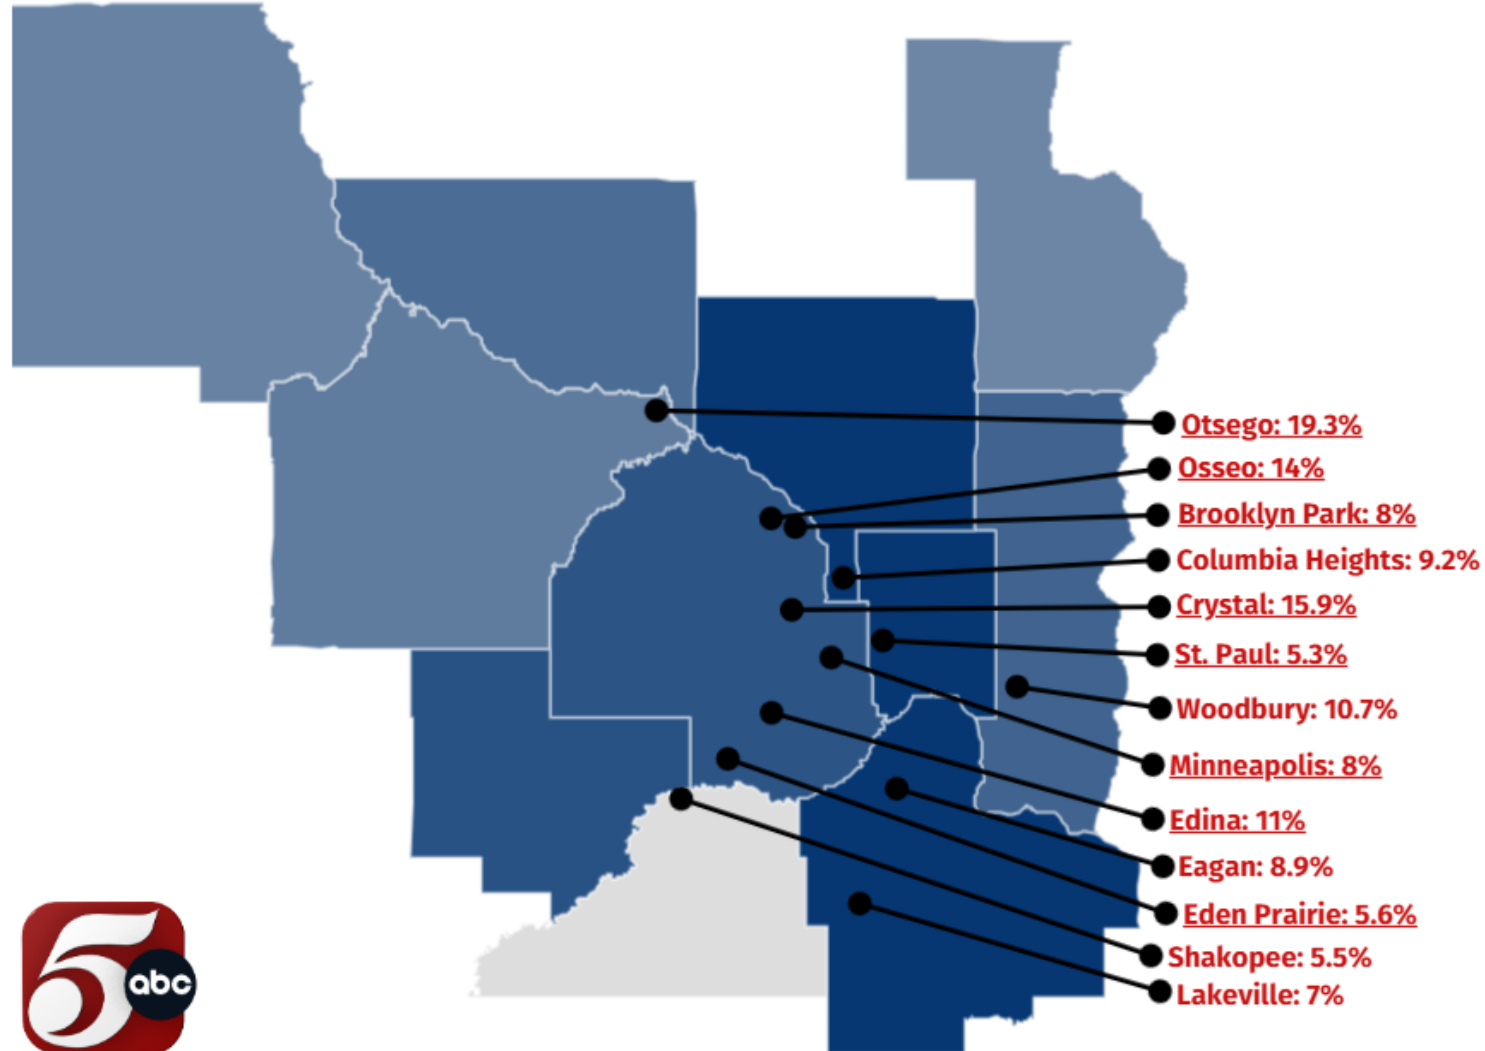 Otsego: 19.3%
Osseo: 14%
Brooklyn Park: 8%
Columbia Heights: 9.2%
Crystal: 15.9%
St. Paul: 5.3%
Woodbury: 10.7%
Minneapolis: 8%
Edina: 11%
Eagan: 8.9%
Eden Prairie: 5.6%
Shakopee: 5.5%
Lakeville: 7%
5
abc